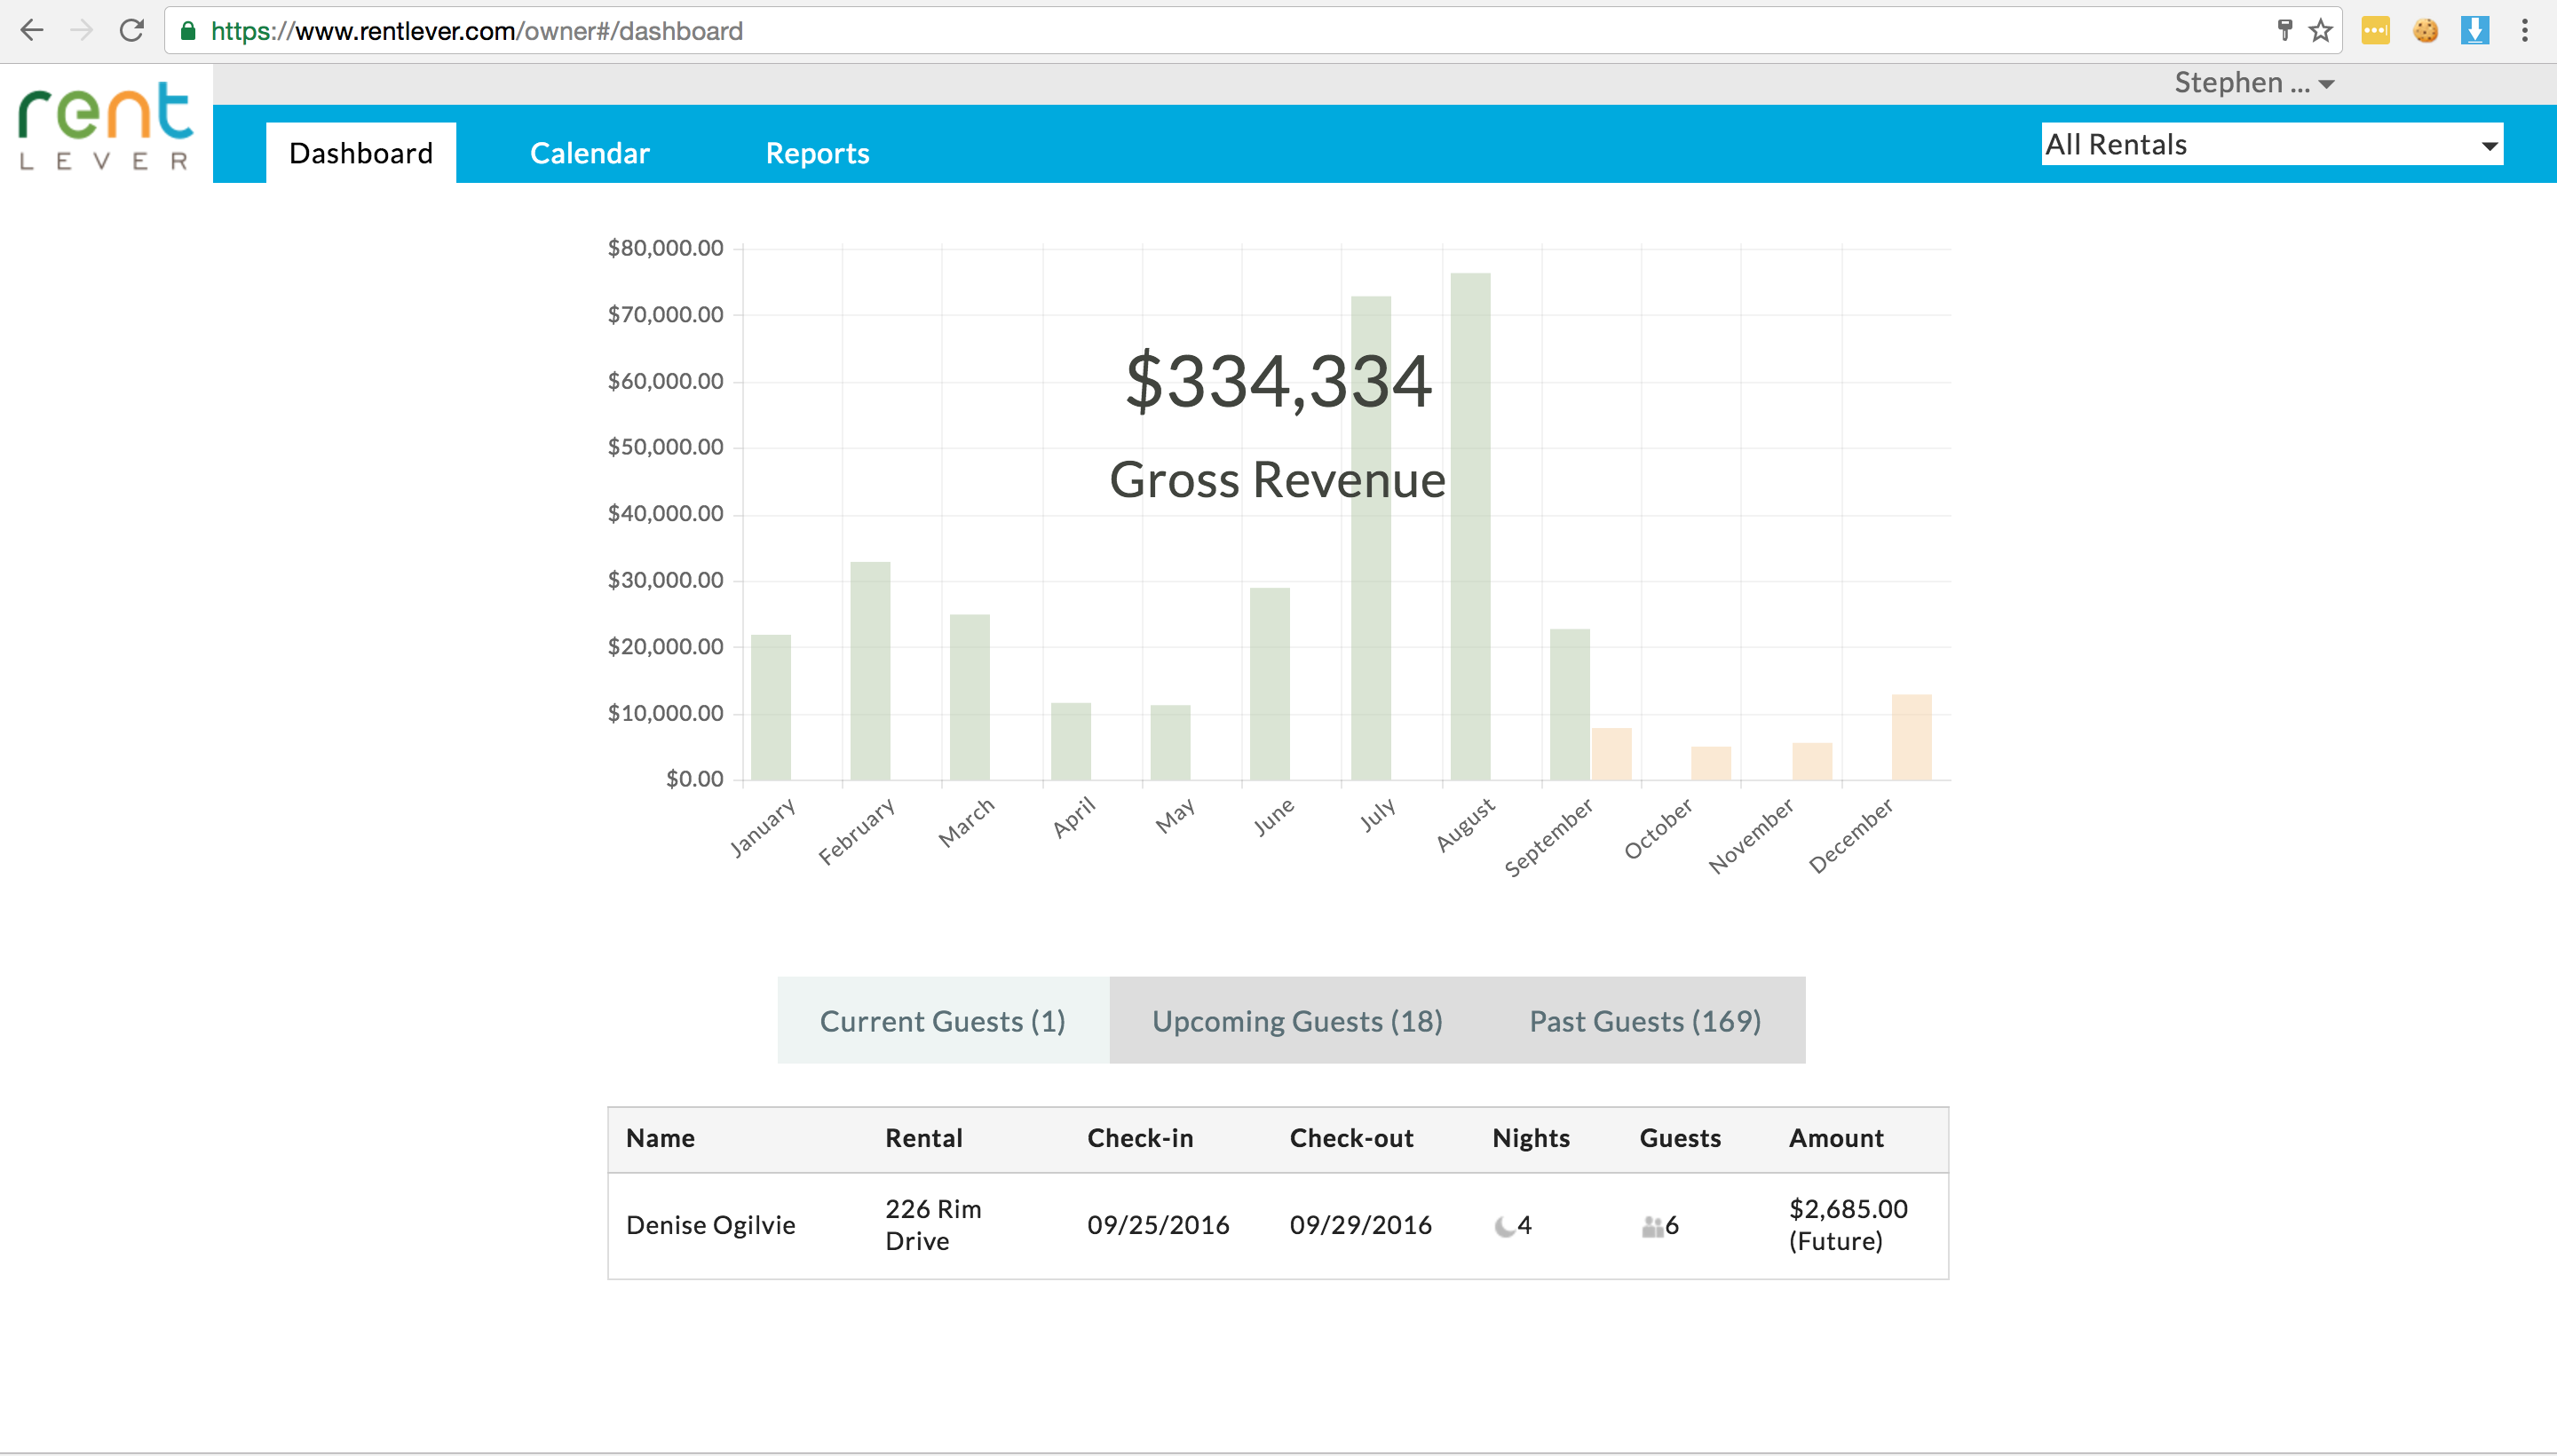 https://www.rentlever.com/owner#/dashboard
Stephen ...
rent
LEVER
Dashboard
Calendar
Reports
All Rentals
$80,000.00
$70,000.00
$60,000.00
$50,000.00
$40,000.00
$30,000.00
$20,000.00
$10,000.00
$0.00
$334,334
Gross Revenue
January
February
March
April
May
June
July
August
September
October
November
December
Current Guests (1)
Upcoming Guests (18)
Past Guests (169)
Name Rental Check-in Check-out Nights Guests Amount
Denise Ogilvie
226 Rim
Drive
09/25/2016
09/29/2016
4
6
$2,685.00
(Future)